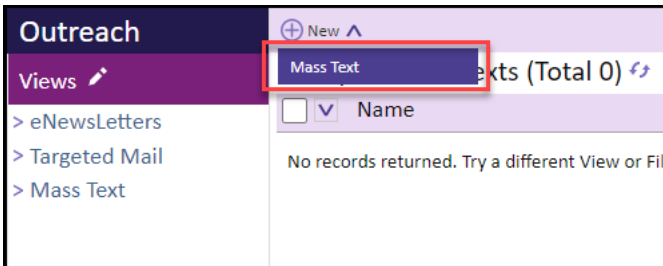 Outreach
New
Mass Text
exts (Total 0)
Views
Name
> eNewsLetters
> Targeted Mail
> Mass Text
No records returned. Try a different View or Fil